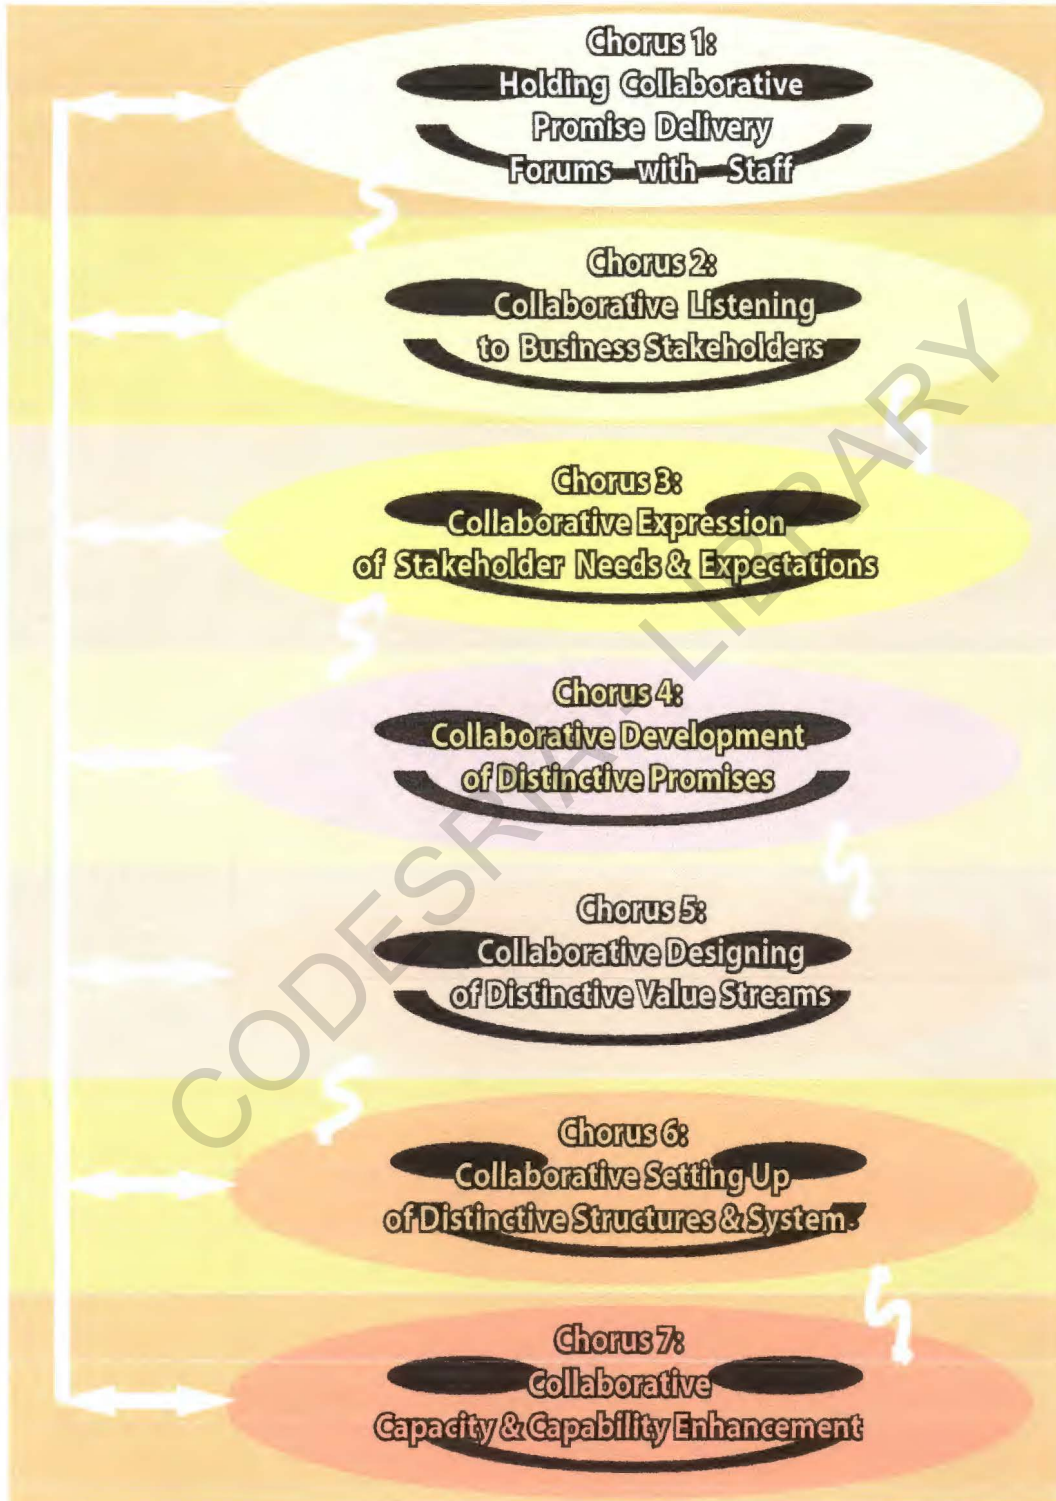 Chorus 1:
Holding Collaborative
Promise Delivery
Forums with Staff
Chorus 2:
Collaborative Listening
to Business Stakeholders
Chorus 3:
Collaborative Expression
of Stakeholder Needs & Expectations
Chorus 4:
Collaborative Development
of Distinctive Promises
Chorus 5:
Collaborative Designing
of Distinctive Value Streams
Chorus 6:
Collaborative Setting Up
of Distinctive Structures & System
Chorus 7:
Collaborative
Capacity & Capability Enhancement
CODESRIA - LIBRARY